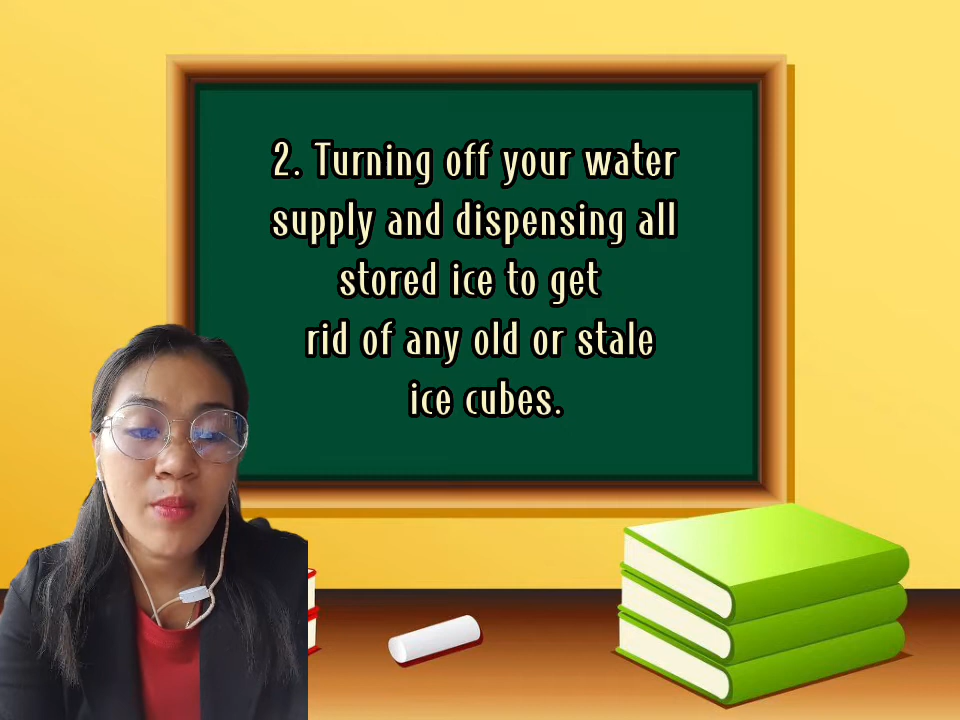 2. Turning off your water
supply and dispensing all
stored ice to get
rid of any old or stale
ice cubes.